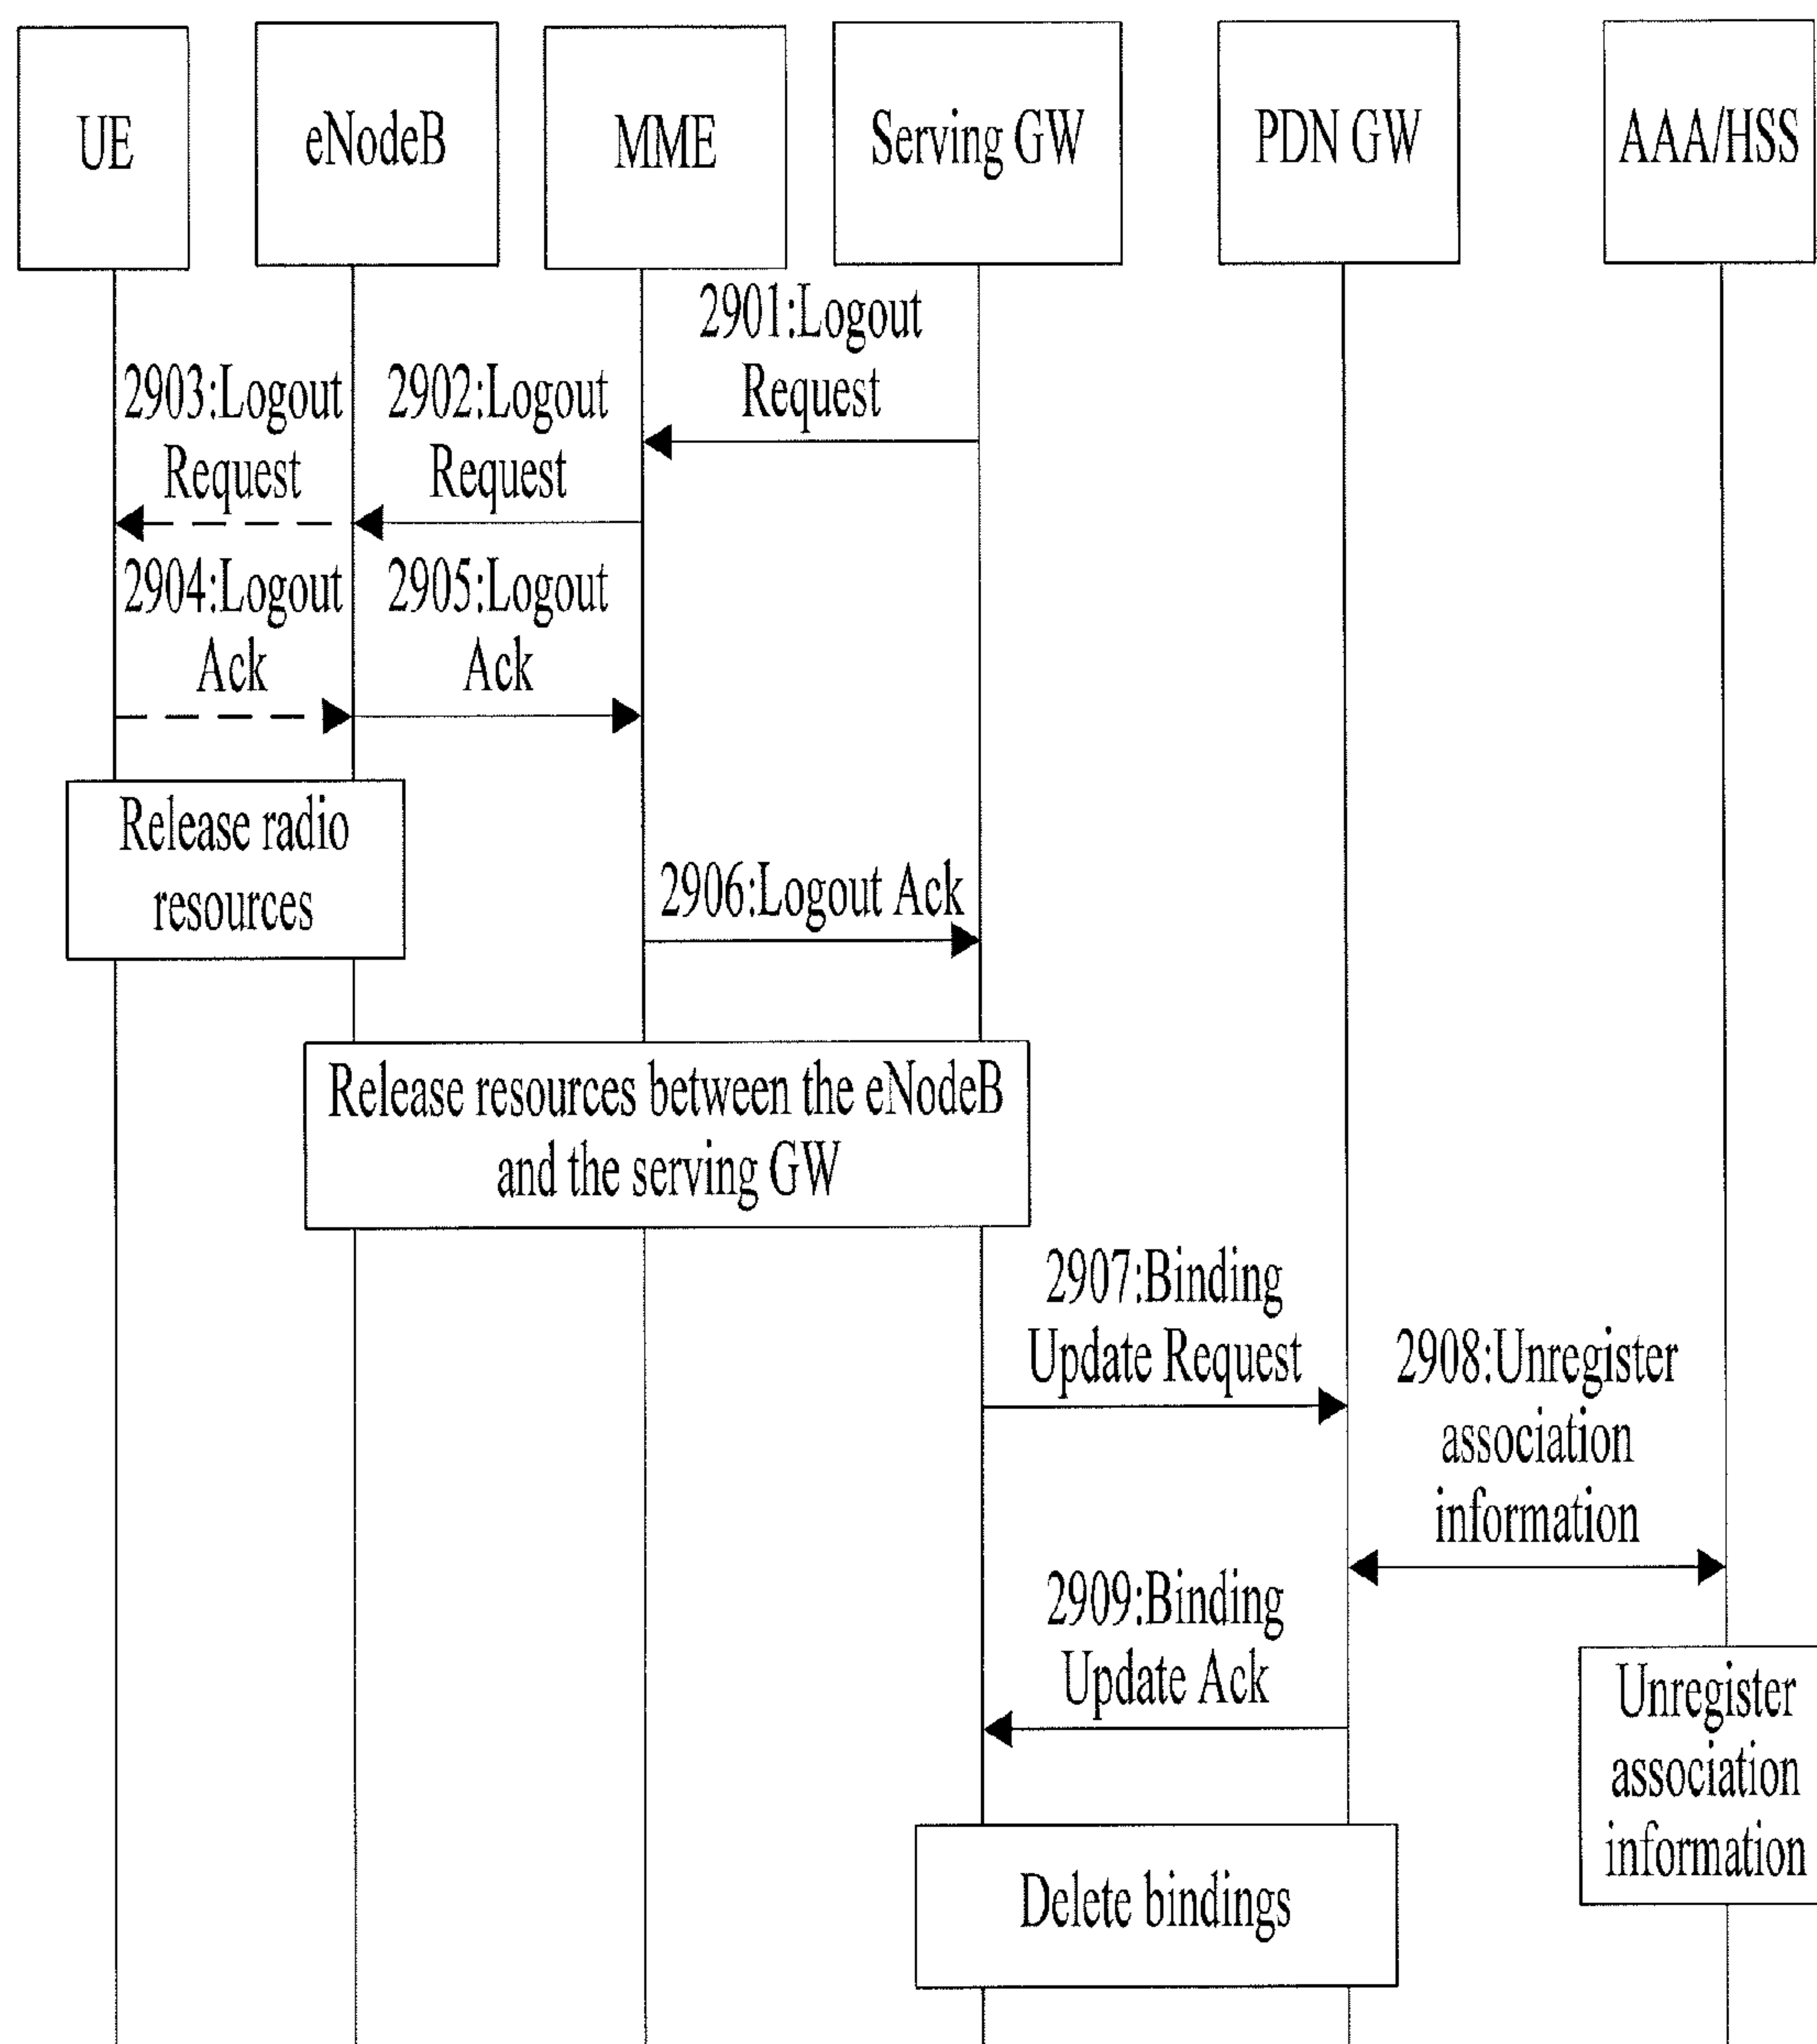 UE
eNodeB
MME
Serving GW
PDN GW
AAA/HSS
2901:Logout
Request
2903:Logout
Request
2902:Logout
Request
2904:Logout
Ack
2905:Logout
Ack
Release radio
resources
2906:Logout Ack
Release resources between the eNodeB
and the serving GW
2907:Binding
Update Request
2908:Unregister
association
information
2909:Binding
Update Ack
Unregister
association
information
Delete bindings